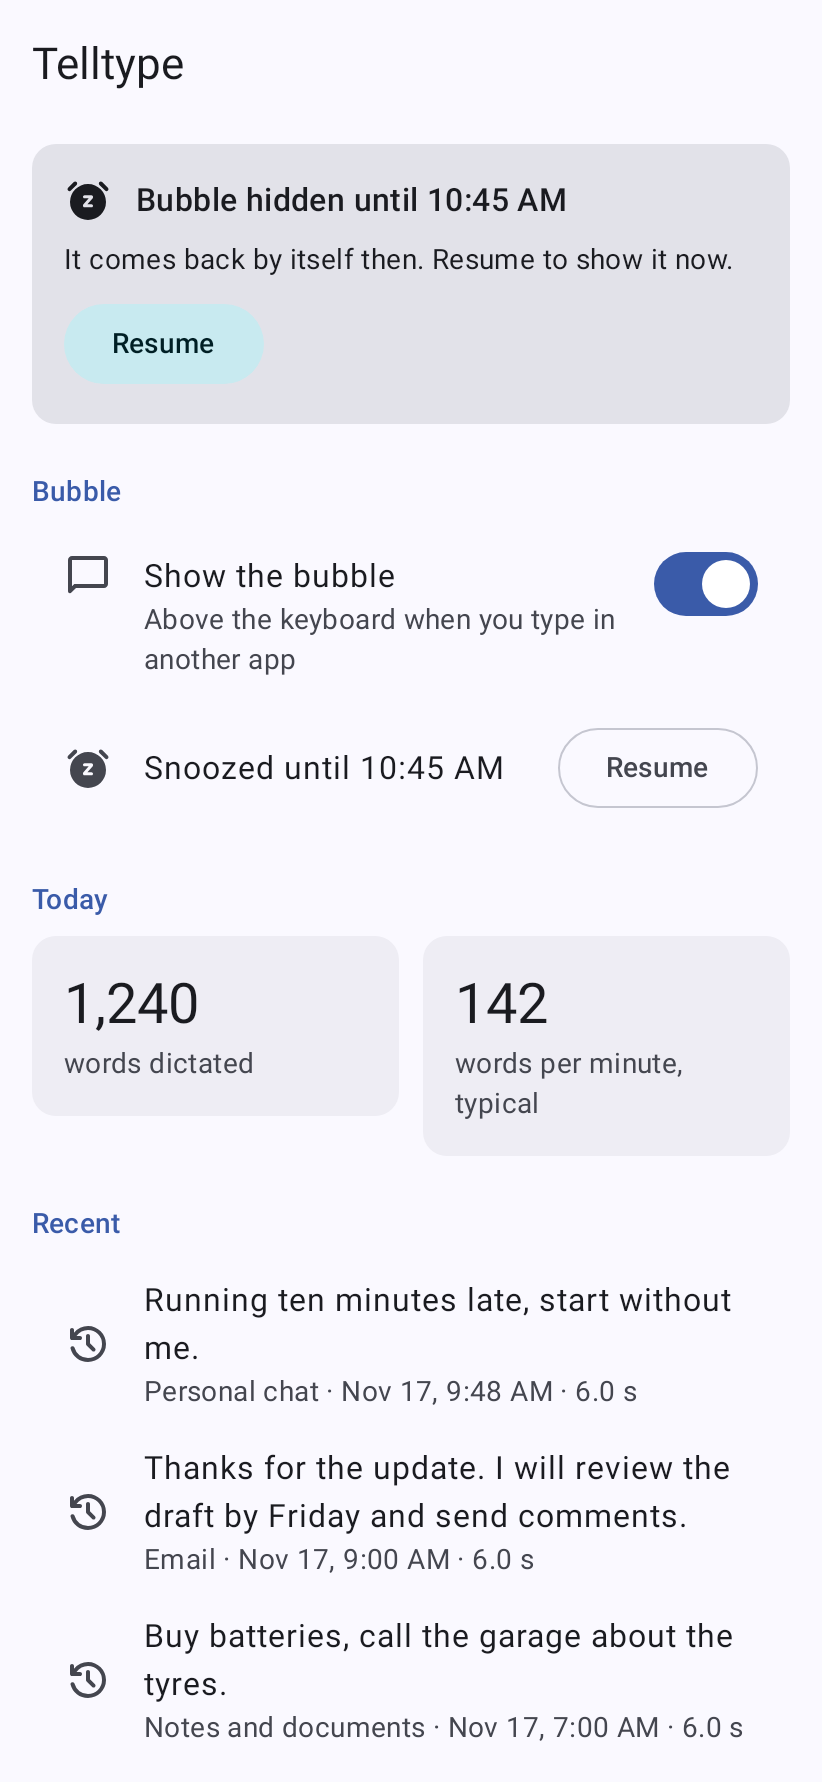 Telltype
Bubble hidden until 10:45 AM
It comes back by itself then. Resume to show it now.
Resume
Bubble
Show the bubble
Above the keyboard when you type in
another app
Snoozed until 10:45 AM
Resume
Today
1,240
words dictated
142
words per minute,
typical
Recent
Running ten minutes late, start without
me.
Personal chat · Nov 17, 9:48 AM · 6.0 s
Thanks for the update. I will review the
draft by Friday and send comments.
Email · Nov 17, 9:00 AM · 6.0 s
Buy batteries, call the garage about the
tyres.
Notes and documents · Nov 17, 7:00 AM · 6.0 s